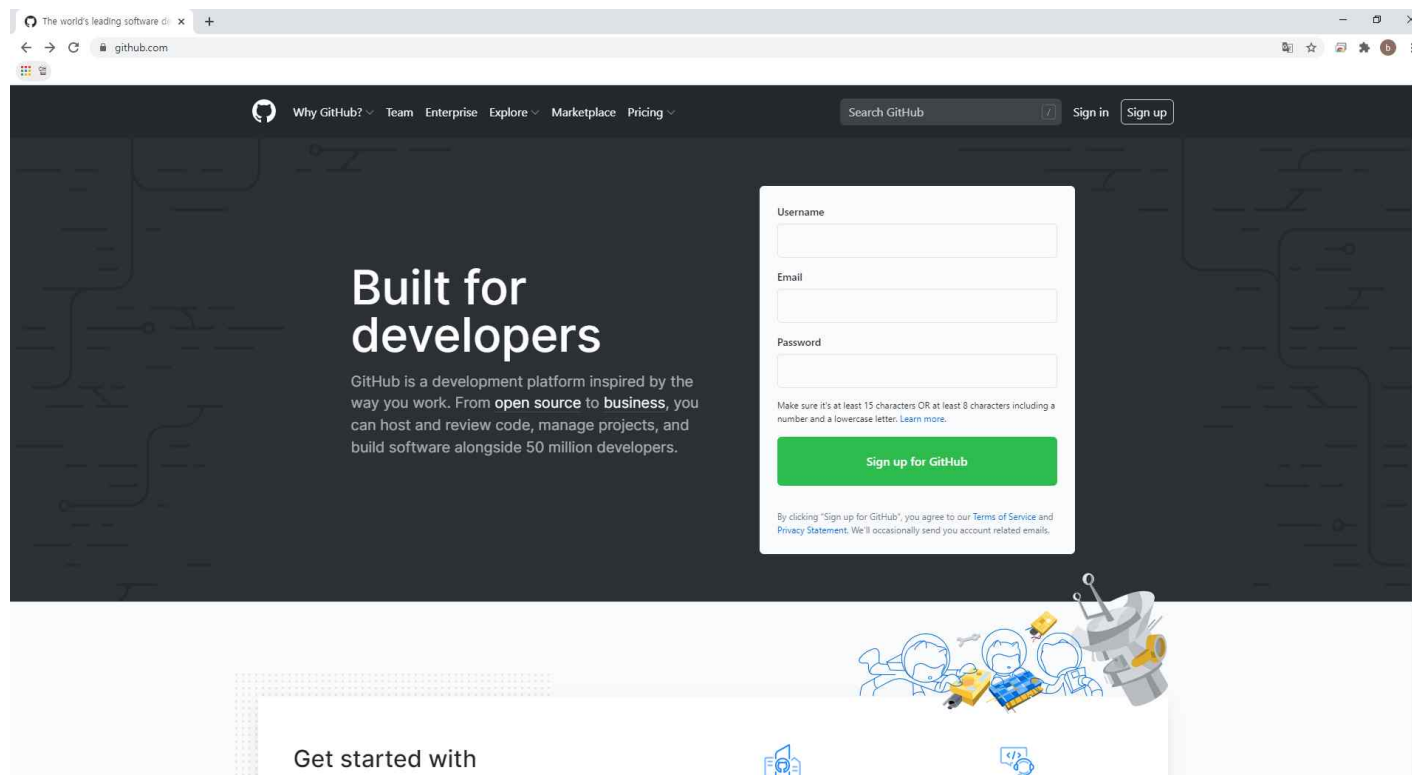 The world's leading software de
github.com
앱
b
Why GitHub? Team Enterprise Explore Marketplace Pricing
Search GitHub
/
Sign in
Sign up
Built for
developers
GitHub is a development platform inspired by the
way you work. From open source to business, you
can host and review code, manage projects, and
build software alongside 50 million developers.
Username
Email
Password
Make sure it's at least 15 characters OR at least 8 characters including a
number and a lowercase letter. Learn more.
Sign up for GitHub
By clicking "Sign up for GitHub", you agree to our Terms of Service and
Privacy Statement. We'll occasionally send you account related emails.
Get started with